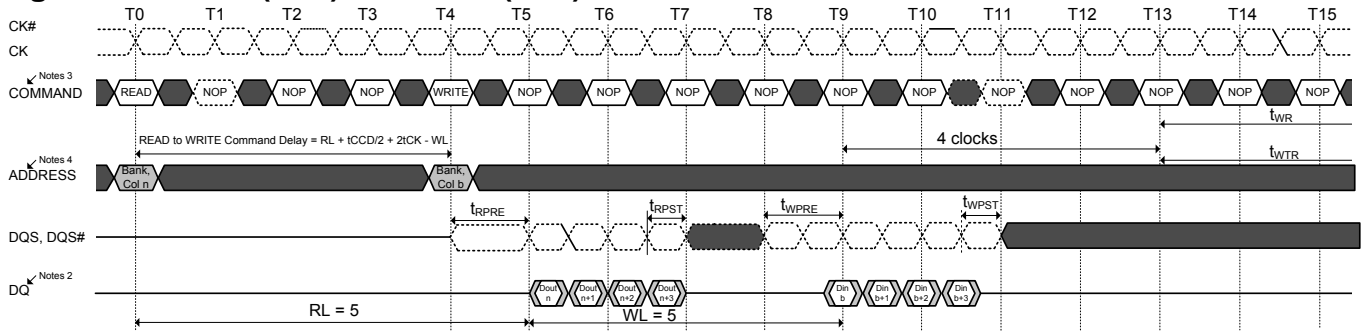 T0 T1 T2 T3 T4 T5 T6 T7 T8 T9 T10 T11 T12 T13 T14 T15
CK#
CK
Notes 3
COMMAND READ NOP NOP NOP WRITE NOP NOP NOP NOP NOP NOP NOP NOP NOP NOP NOP
tWR
READ to WRITE Command Delay = RL + tCCD/2 + 2tCK - WL
4 clocks
tWTR
Notes 4
ADDRESS
Bank, Col n
Bank, Col b
tRPRE tRPST tWPRE tWPST
DQS, DQS#
Notes 2
DQ
Dout n
Dout n+1
Dout n+2
Dout n+3
Din b
Din b+1
Din b+2
Din b+3
RL = 5 WL = 5